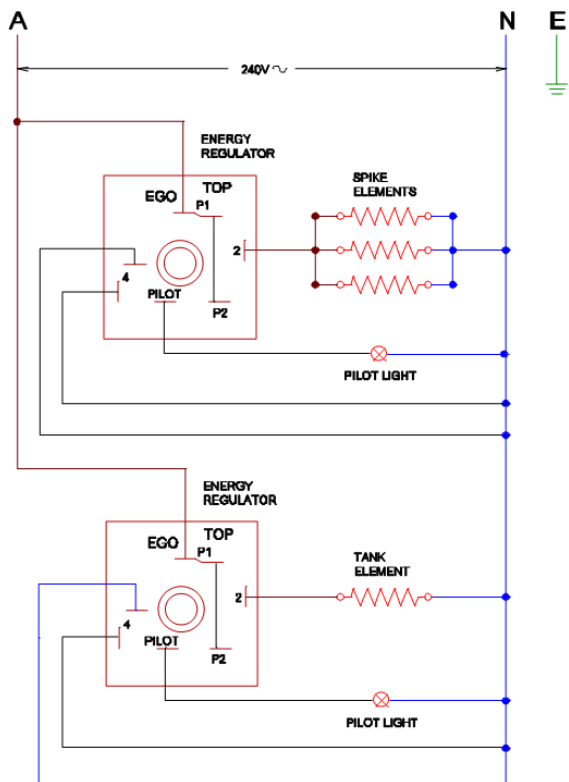 A N E
240V
ENERGY
REGULATOR
SPIKE
ELEMENTS
TOP
EGO
P1
2
4
PILOT
P2
PILOT LIGHT
ENERGY
REGULATOR
TOP
EGO
P1
TANK
ELEMENT
2
4
PILOT
P2
PILOT LIGHT